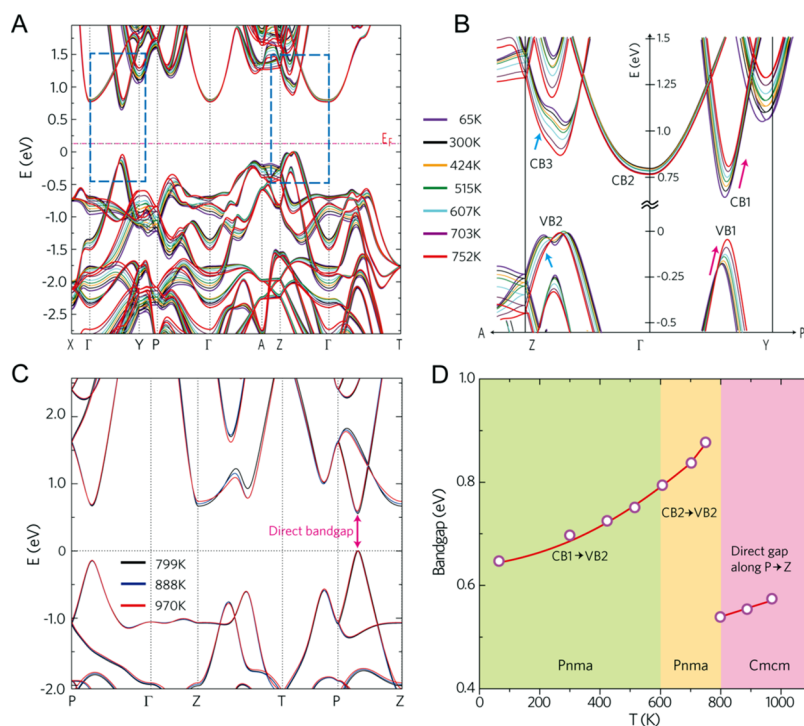 A
1.5
1.0
0.5
0
-0.5
-1.0
-1.5
-2.0
-2.5
E (eV)
E_F
X Γ Y P Γ A Z Γ T
65K
300K
424K
515K
607K
703K
752K
B
E (eV)
1.5
1.25
1.0
0.75
0
-0.25
-0.5
CB3
CB2
CB1
VB2
VB1
A Z Γ Y P
C
2.0
1.0
0
-1.0
-2.0
E (eV)
Direct bandgap
799K
888K
970K
P Γ Z T P Z
D
1.0
0.8
0.6
0.4
Bandgap (eV)
CB1→VB2
CB2→VB2
Direct gap
along P→Z
Pnma Pnma Cmcm
0 200 400 600 800 1000
T (K)